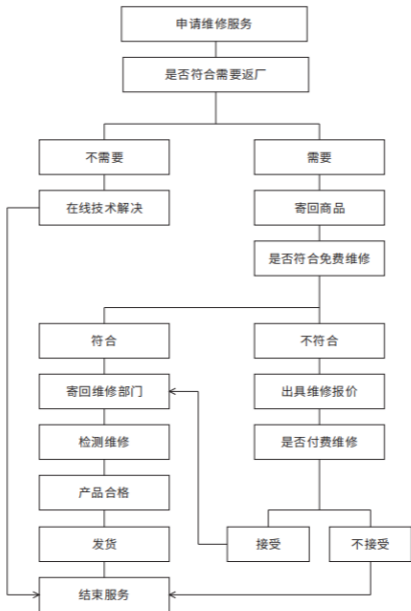 申请维修服务
是否符合需要返厂
不需要
需要
在线技术解决
寄回商品
是否符合免费维修
符合
不符合
寄回维修部门
出具维修报价
检测维修
是否付费维修
产品合格
发货
接受
不接受
结束服务